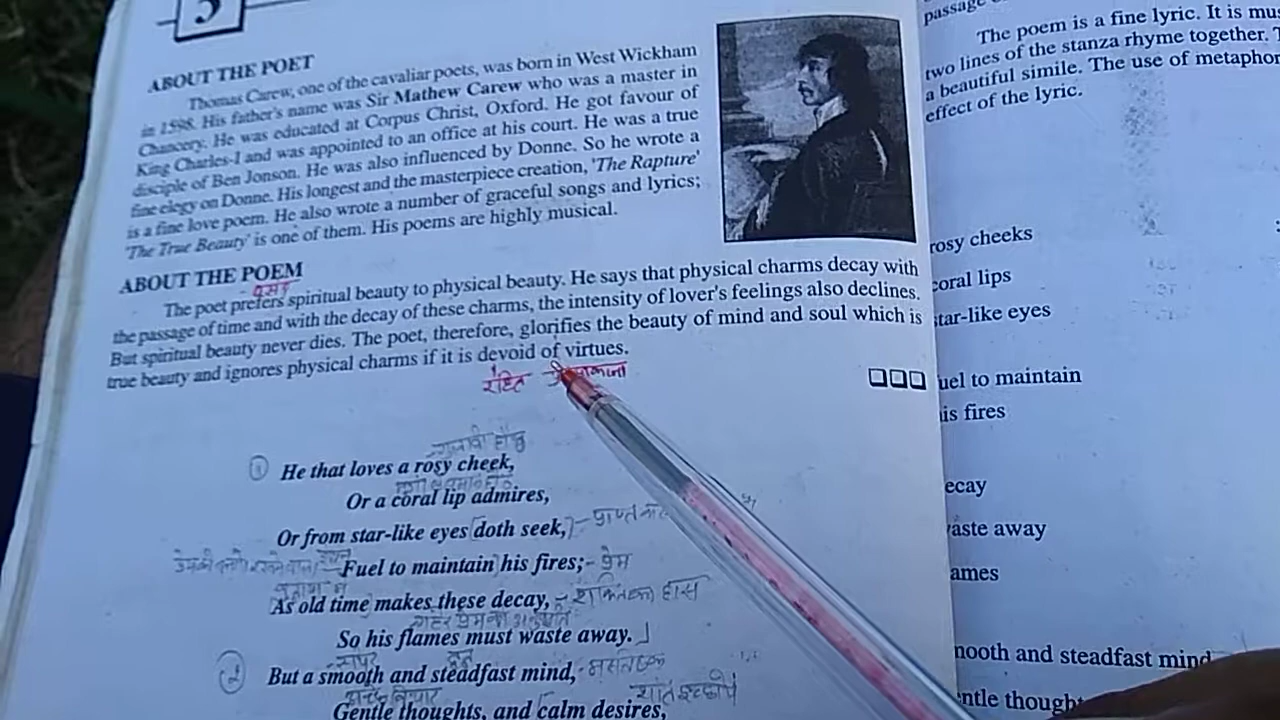 5
ABOUT THE POET
Thomas Carew, one of the cavaliar poets, was born in West Wickham
in 1598. His father's name was Sir Mathew Carew who was a master in
Chancery. He was educated at Corpus Christ, Oxford. He got favour of
King Charles-I and was appointed to an office at his court. He was a true
disciple of Ben Jonson. He was also influenced by Donne. So he wrote a
fine elegy on Donne. His longest and the masterpiece creation, 'The Rapture'
is a fine love poem. He also wrote a number of graceful songs and lyrics;
'The True Beauty' is one of them. His poems are highly musical.
ABOUT THE POEM
The poet prefers spiritual beauty to physical beauty. He says that physical charms decay with
the passage of time and with the decay of these charms, the intensity of lover's feelings also declines.
But spiritual beauty never dies. The poet, therefore, glorifies the beauty of mind and soul which is
true beauty and ignores physical charms if it is devoid of virtues.
रहित
1
He that loves a rosy cheek,
Or a coral lip admires,
Or from star-like eyes doth seek,
Fuel to maintain his fires; - प्रेम
As old time makes these decay,
So his flames must waste away.
2
But a smooth and steadfast mind,
Gentle thoughts, and calm desires,
passage
The poem is a fine lyric. It is
two lines of the stanza rhyme together.
a beautiful simile. The use of
effect of the lyric.
rosy cheeks
coral lips
star-like eyes
uel to maintain
is fires
ecay
aste away
ames
nooth and steadfast mind